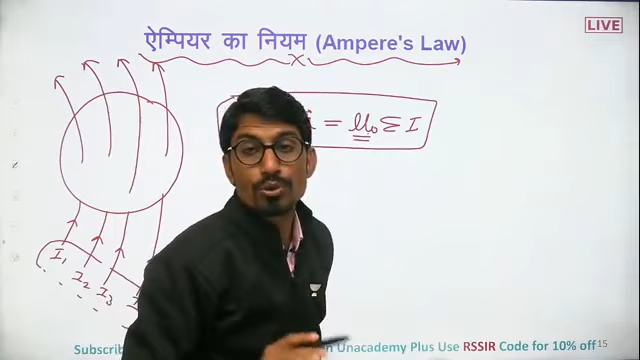 LIVE
ऐम्पियर का नियम (Ampere's Law)
= μ₀ Σ I
I₁
I₂
I₃
Subscri n Unacademy Plus Use RSSIR Code for 10% off 15